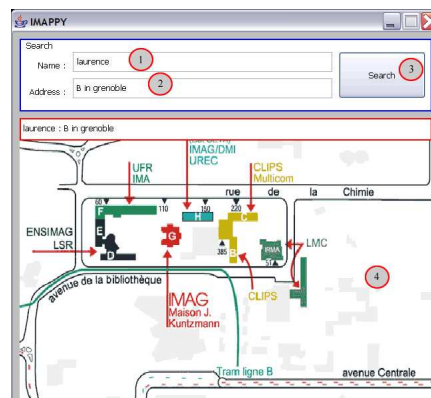 IMAPPY
Search
Name :
laurence
1
Address :
B in grenoble
2
Search
3
laurence : B in grenoble
IMAG/DMI
UREC
UFR
IMA
CLIPS
Multicom
rue de la Chimie
60
110
150
220
F
H
C
E
G
D
B
385
IRMA
51
LMC
ENSIMAG
LSR
avenue de la bibliothèque
IMAG
Maison J.
Kuntzmann
CLIPS
4
Tram ligne B
avenue Centrale